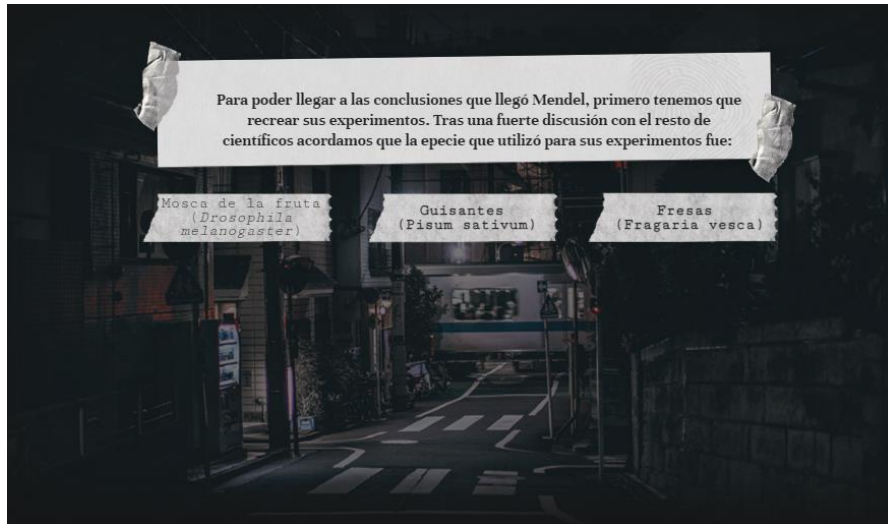 Para poder llegar a las conclusiones que llegó Mendel, primero tenemos que
recrear sus experimentos. Tras una fuerte discusión con el resto de
científicos acordamos que la epecie que utilizó para sus experimentos fue:
Mosca de la fruta
(Drosophila
melanogaster)
Guisantes
(Pisum sativum)
Fresas
(Fragaria vesca)